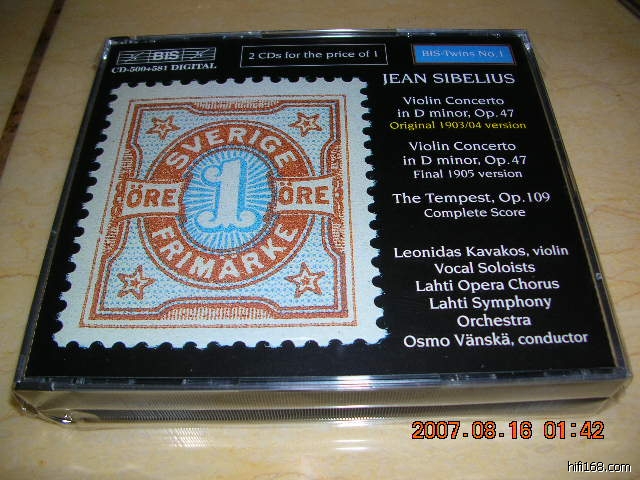 BIS
CD-500+581 DIGITAL
2 CDs for the price of 1
BIS-Twins No.1
JEAN SIBELIUS
Violin Concerto
in D minor, Op. 47
Original 1903/04 version
Violin Concerto
in D minor, Op. 47
Final 1905 version
The Tempest, Op.109
Complete Score
Leonidas Kavakos, violin
Vocal Soloists
Lahti Opera Chorus
Lahti Symphony
Orchestra
Osmo Vänskä, conductor
SVERIGE
ÖRE 1 ÖRE
FRIMÄRKE
2007.08.16 01:42
hifi168.com